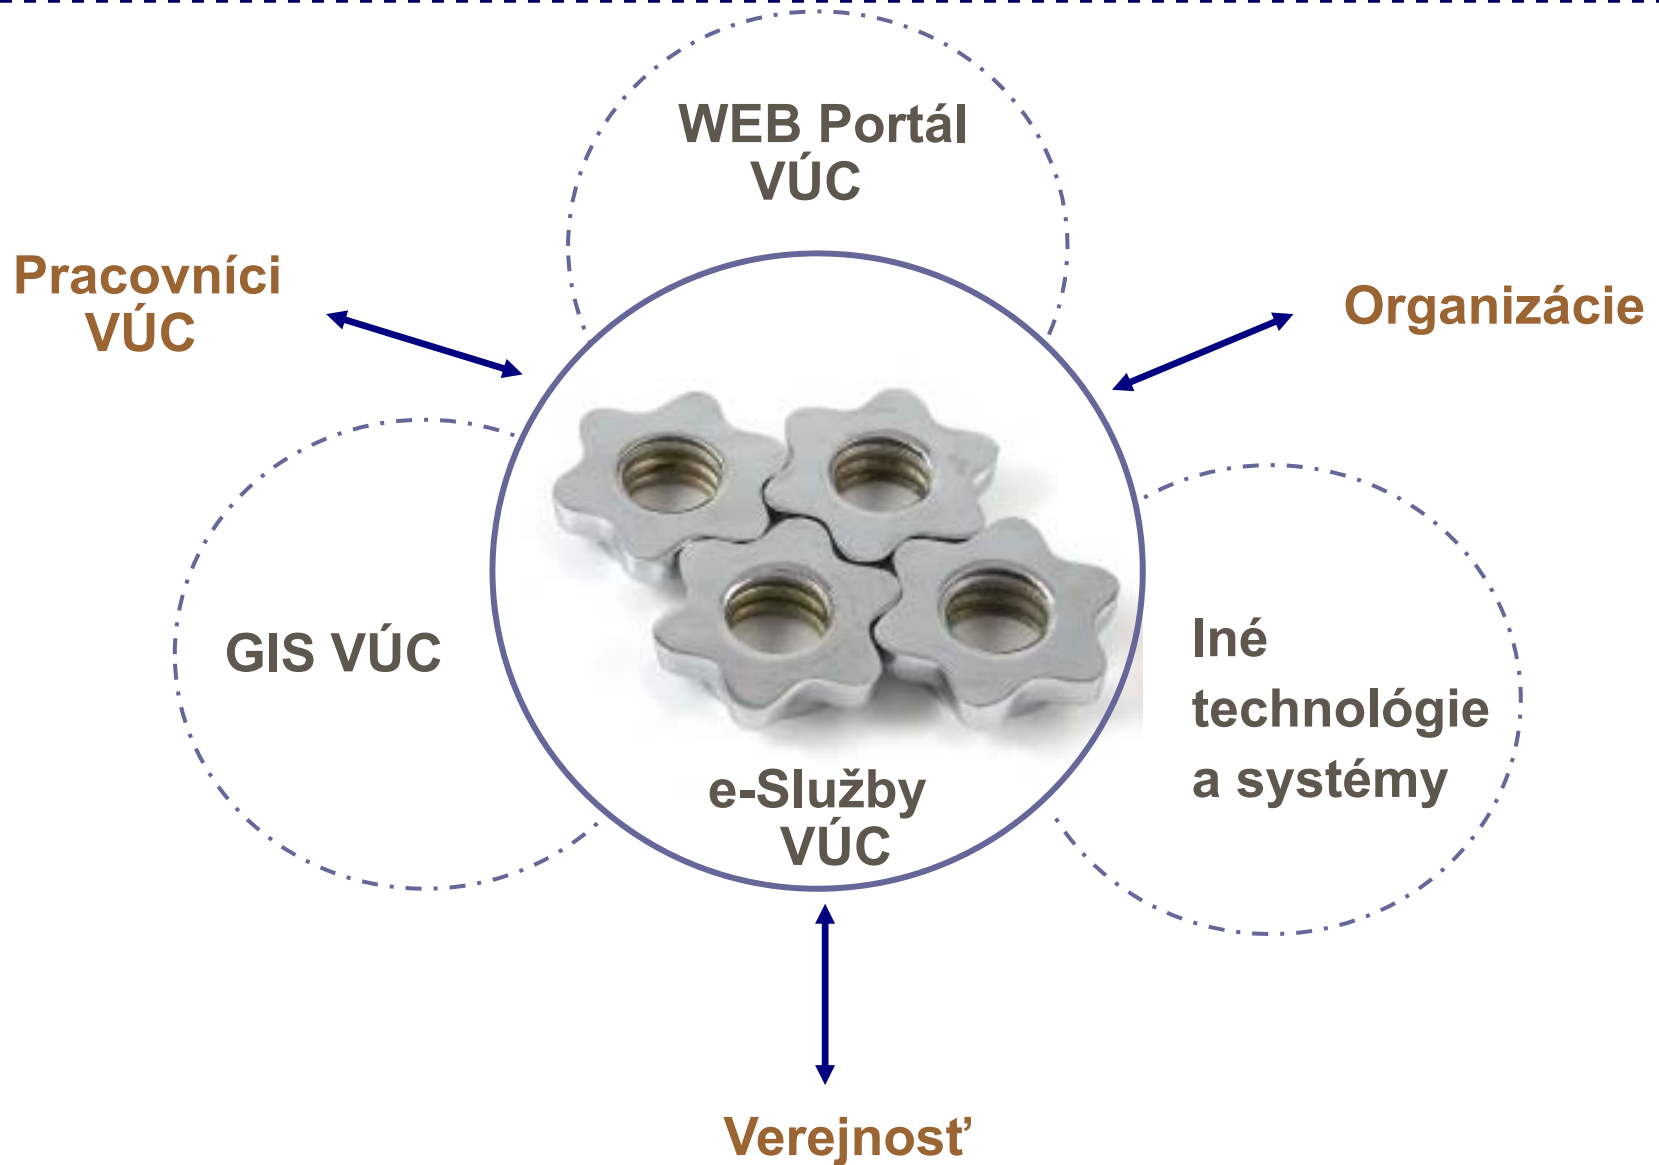 WEB Portál
VÚC
Pracovníci
VÚC
Organizácie
GIS VÚC
Iné
technológie
a systémy
e-Služby
VÚC
Verejnosť